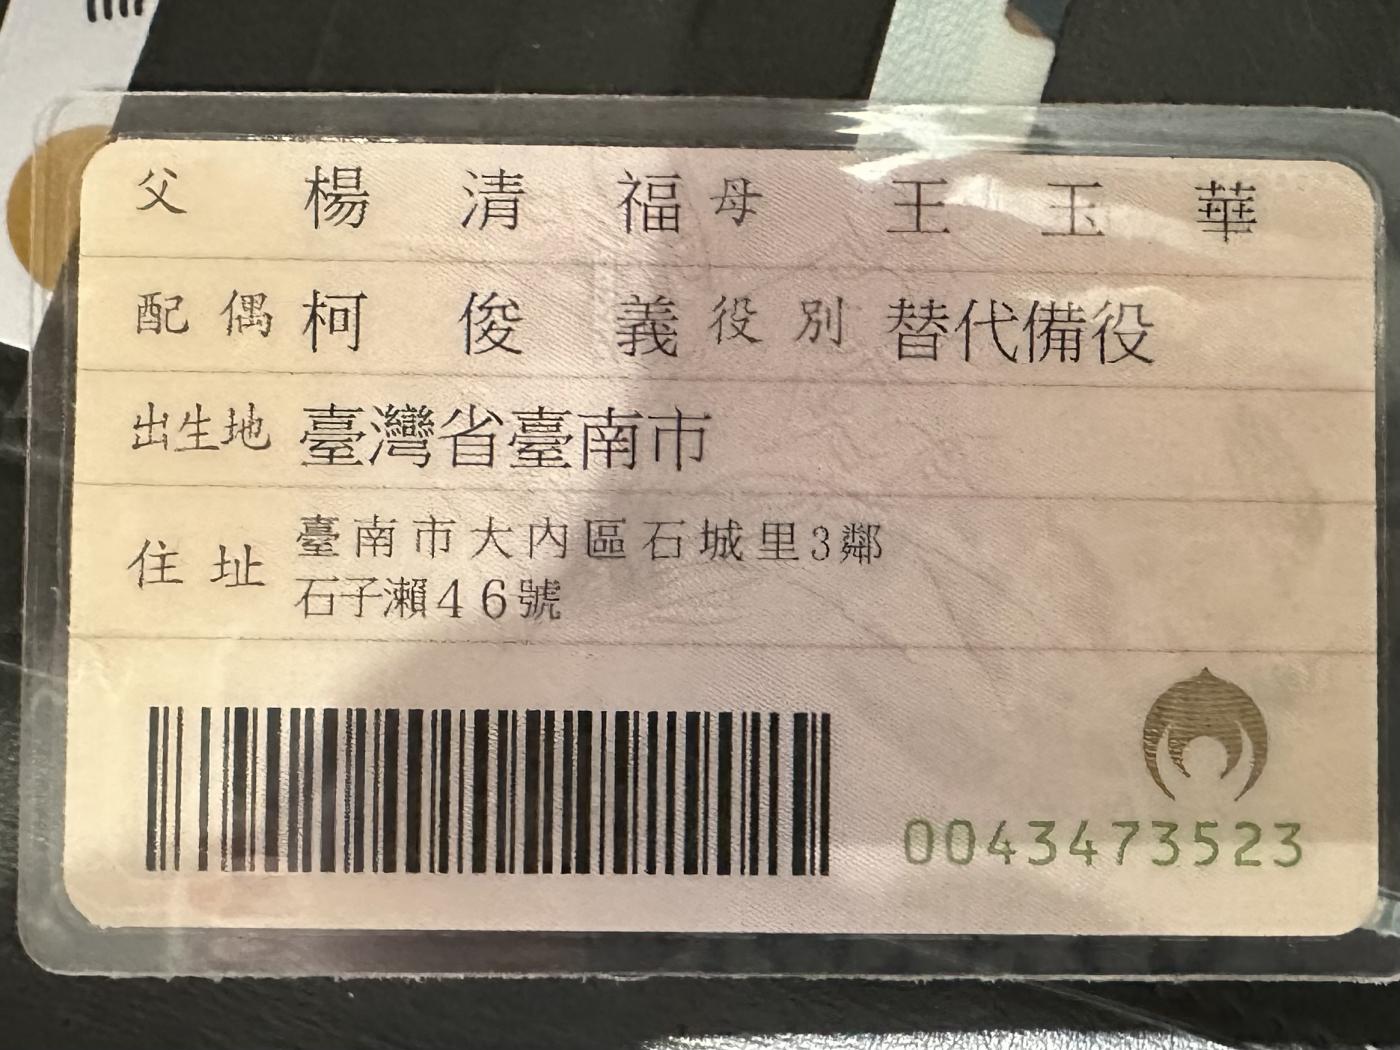 父 楊清福 母 王玉華
配偶 柯俊義 役別 替代備役
出生地 臺灣省臺南市
住址 臺南市大內區石城里3鄰
石子瀨46號
0043473523